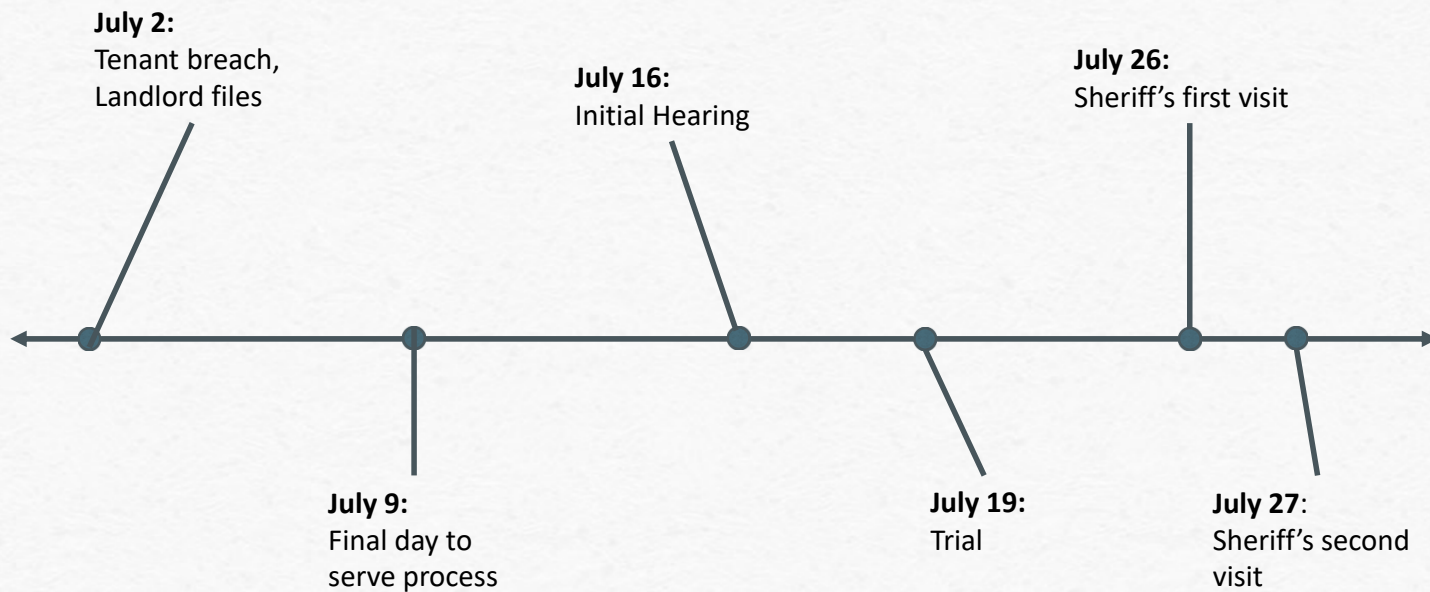 July 2:
Tenant breach,
Landlord files
July 16:
Initial Hearing
July 26:
Sheriff’s first visit
July 9:
Final day to
serve process
July 19:
Trial
July 27:
Sheriff’s second
visit